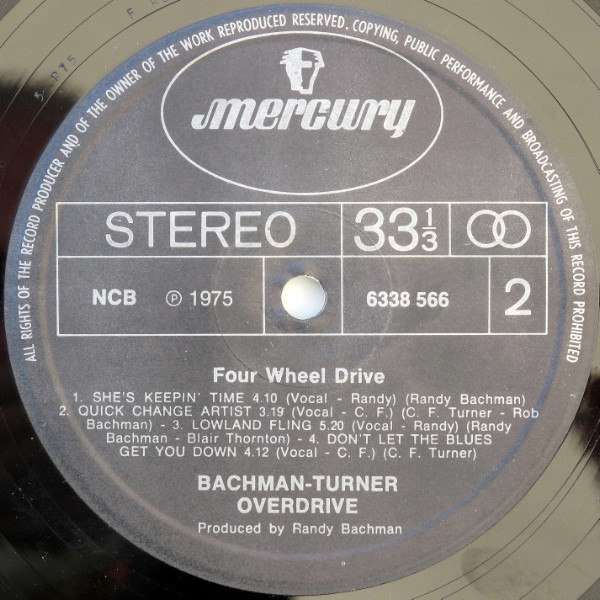 ALL RIGHTS OF THE RECORD PRODUCER AND OF THE OWNER OF THE WORK REPRODUCED RESERVED. COPYING, PUBLIC PERFORMANCE AND BROADCASTING OF THIS RECORD PROHIBITED
mercury
STEREO 33 1/3
NCB ℗ 1975 6338 566 2
Four Wheel Drive
1. SHE'S KEEPIN' TIME 4.10 (Vocal - Randy) (Randy Bachman)
2. QUICK CHANGE ARTIST 3.19 (Vocal - C. F.) (C. F. Turner - Rob
Bachman) - 3. LOWLAND FLING 5.20 (Vocal - Randy) (Randy
Bachman - Blair Thornton) - 4. DON'T LET THE BLUES
GET YOU DOWN 4.12 (Vocal - C. F.) (C. F. Turner)
BACHMAN-TURNER
OVERDRIVE
Produced by Randy Bachman